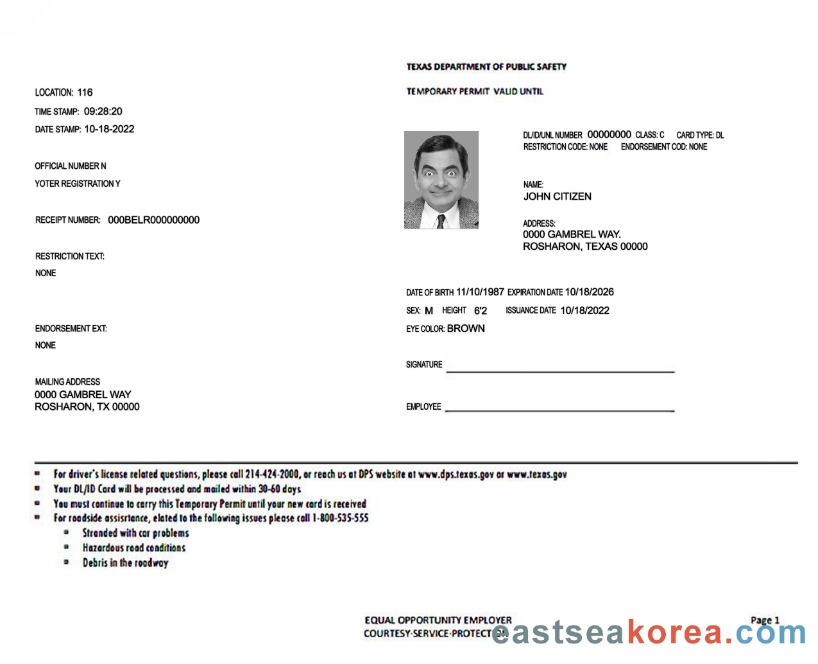 TEXAS DEPARTMENT OF PUBLIC SAFETY
TEMPORARY PERMIT VALID UNTIL
LOCATION: 116
TIME STAMP: 09:28:20
DATE STAMP: 10-18-2022
OFFICIAL NUMBER N
YOTER REGISTRATION Y
RECEIPT NUMBER: 000BELR000000000
RESTRICTION TEXT:
NONE
ENDORSEMENT EXT:
NONE
MAILING ADDRESS
0000 GAMBREL WAY
ROSHARON, TX 00000
DL/ID/UNL NUMBER 00000000 CLASS: C CARD TYPE: DL
RESTRICTION CODE: NONE ENDORSEMENT COD: NONE
NAME:
JOHN CITIZEN
ADDRESS:
0000 GAMBREL WAY.
ROSHARON, TEXAS 00000
DATE OF BIRTH 11/10/1987 EXPIRATION DATE 10/18/2026
SEX: M HEIGHT 6'2 ISSUANCE DATE 10/18/2022
EYE COLOR: BROWN
SIGNATURE
EMPLOYEE
For driver's license related questions, please call 214-424-2000, or reach us at DPS website at www.dps.texas.gov or www.texas.gov
Your DL/ID Card will be processed and mailed within 30-60 days
You must continue to carry this Temporary Permit until your new card is received
For roadside assisrtance, elated to the following issues please call 1-800-535-555
Stranded with car problems
Hazardous road conditions
Debris in the roadway
EQUAL OPPORTUNITY EMPLOYER
Page 1
COURTESY·SERVICE·PROTECTION
eastseakorea.com